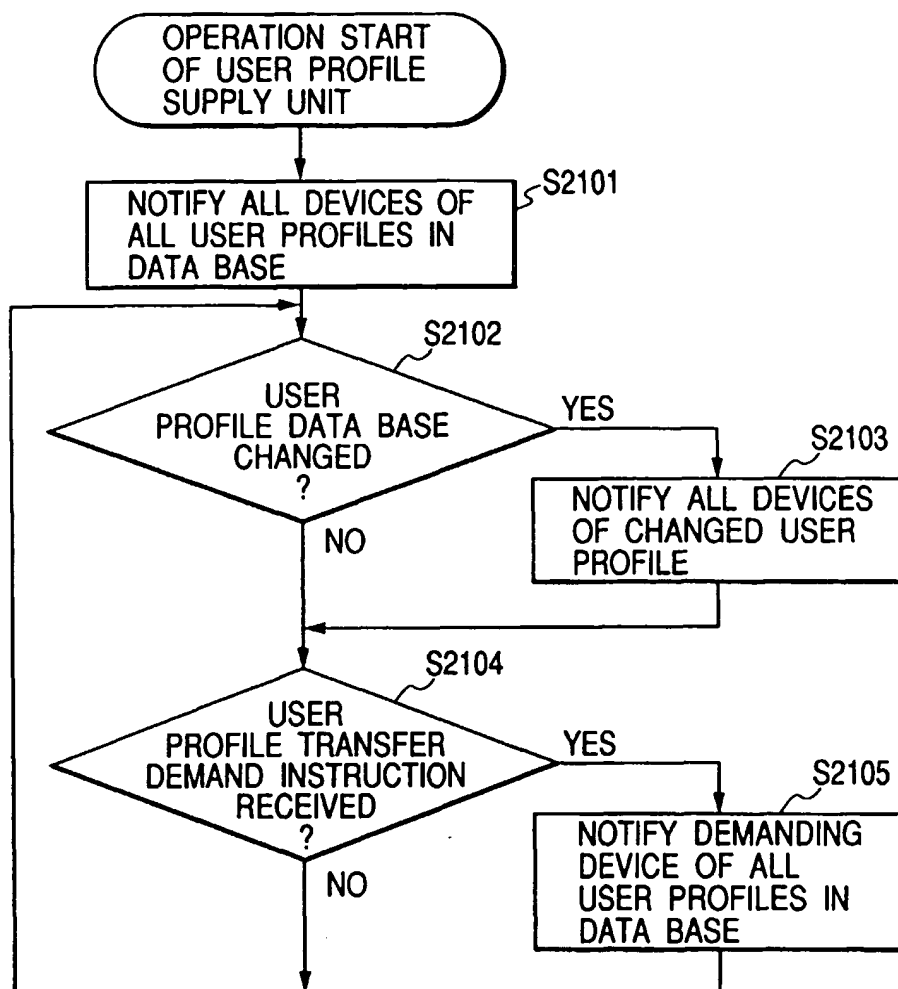 OPERATION START
OF USER PROFILE
SUPPLY UNIT
S2101
NOTIFY ALL DEVICES OF
ALL USER PROFILES IN
DATA BASE
S2102
USER
PROFILE DATA BASE
CHANGED
?
YES
NO
S2103
NOTIFY ALL DEVICES
OF CHANGED USER
PROFILE
S2104
USER
PROFILE TRANSFER
DEMAND INSTRUCTION
RECEIVED
?
YES
NO
S2105
NOTIFY DEMANDING
DEVICE OF ALL
USER PROFILES IN
DATA BASE